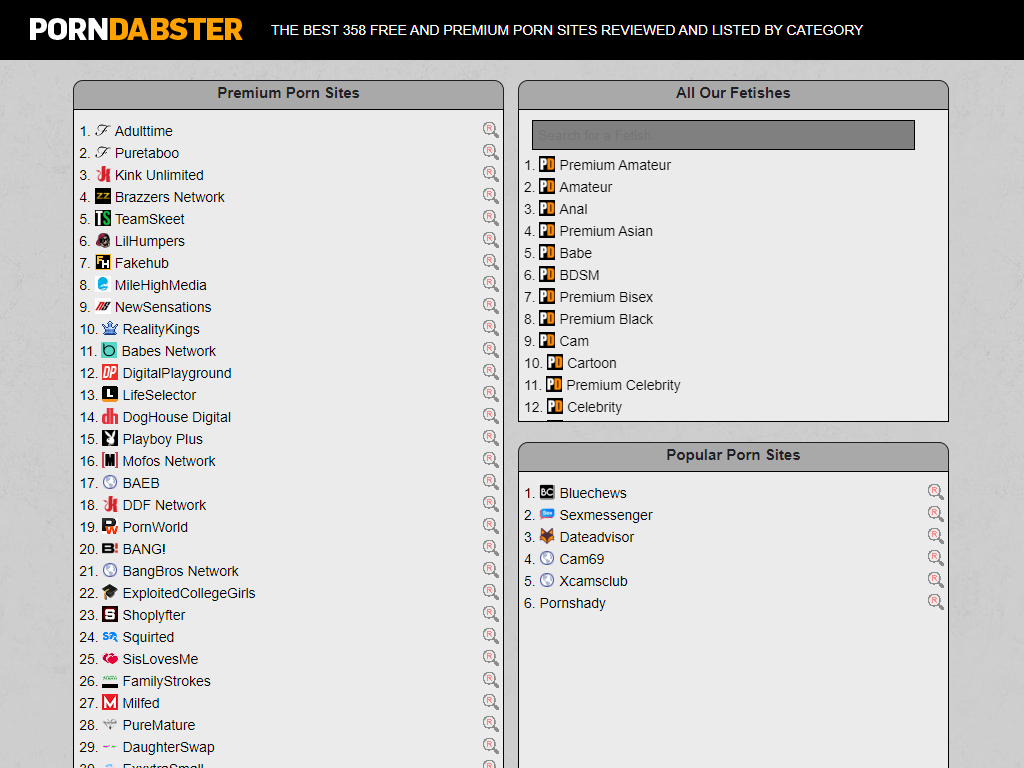 PORNDABSTER
THE BEST 358 FREE AND PREMIUM PORN SITES REVIEWED AND LISTED BY CATEGORY
Premium Porn Sites
1. Adulttime
2. Puretaboo
3. Kink Unlimited
4. Brazzers Network
5. TeamSkeet
6. LilHumpers
7. Fakehub
8. MileHighMedia
9. NewSensations
10. RealityKings
11. Babes Network
12. DigitalPlayground
13. LifeSelector
14. DogHouse Digital
15. Playboy Plus
16. Mofos Network
17. BAEB
18. DDF Network
19. PornWorld
20. BANG!
21. BangBros Network
22. ExploitedCollegeGirls
23. Shoplyfter
24. Squirted
25. SisLovesMe
26. FamilyStrokes
27. Milfed
28. PureMature
29. DaughterSwap
All Our Fetishes
Search for a Fetish
1. Premium Amateur
2. Amateur
3. Anal
4. Premium Asian
5. Babe
6. BDSM
7. Premium Bisex
8. Premium Black
9. Cam
10. Cartoon
11. Premium Celebrity
12. Celebrity
Popular Porn Sites
1. Bluechews
2. Sexmessenger
3. Dateadvisor
4. Cam69
5. Xcamsclub
6. Pornshady